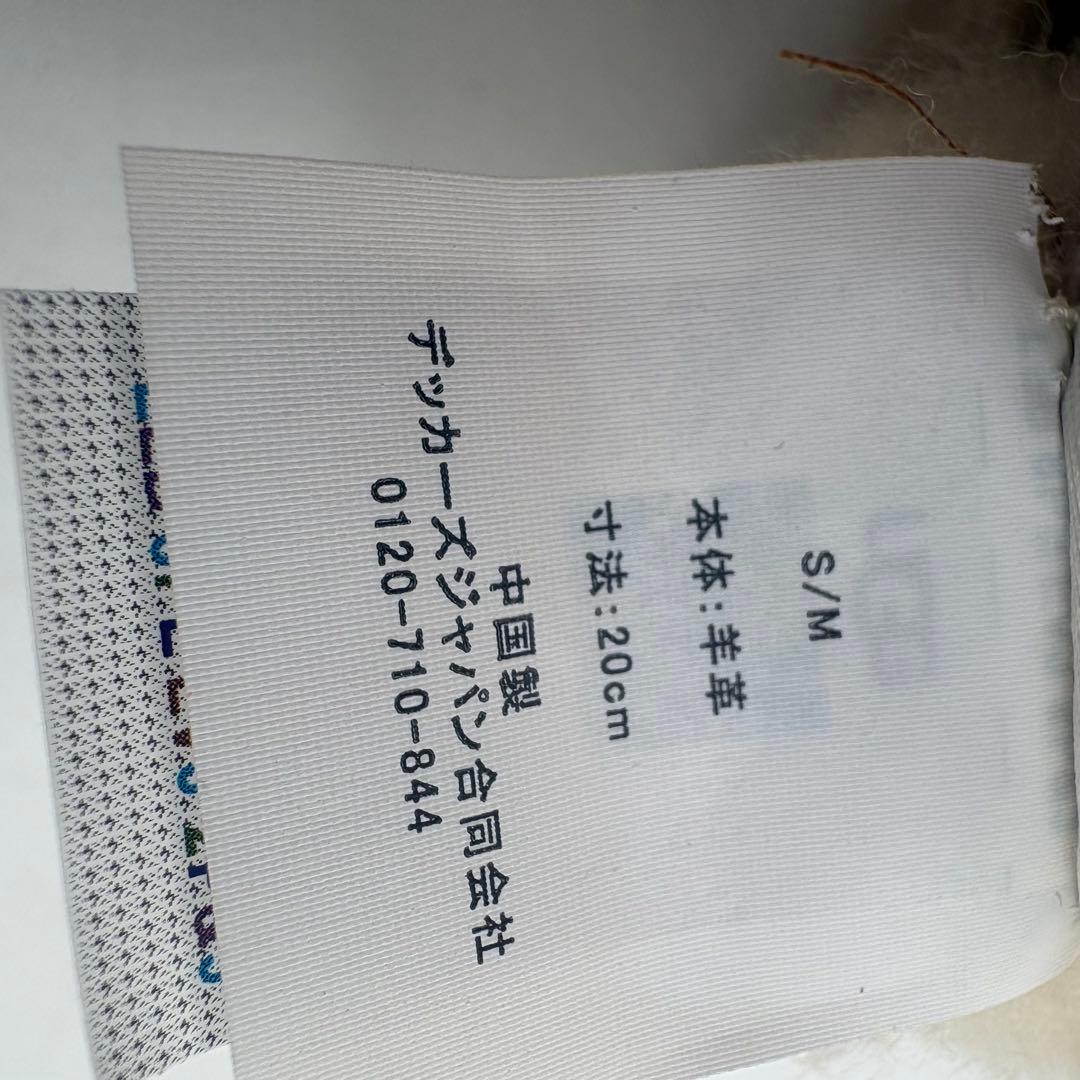 S/M
本体:羊革
寸法:20cm
中国製
デッカーズジャパン合同会社
0120-710-844